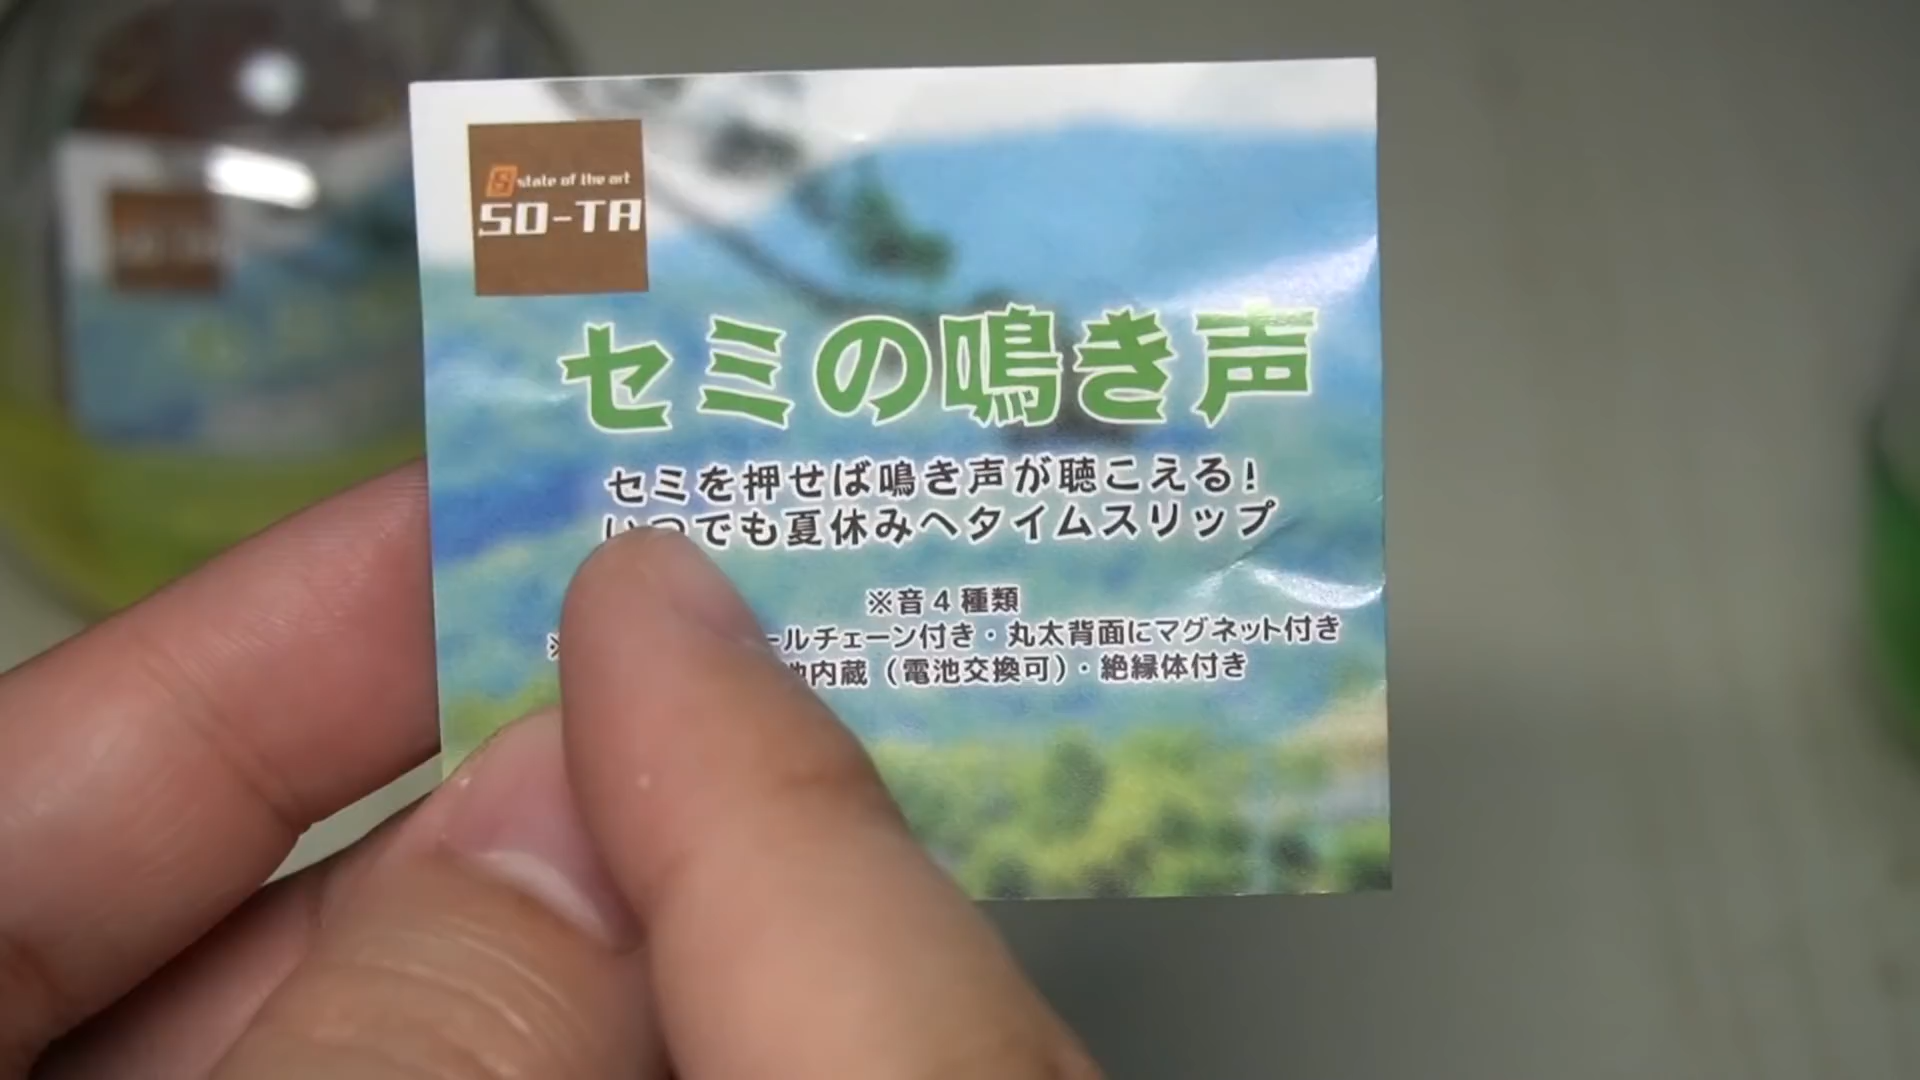 state of the art
SO-TA
セミの鳴き声
セミを押せば鳴き声が聴こえる!
いつでも夏休みへタイムスリップ
※音4種類
ールチェーン付き・丸太背面にマグネット付き
内蔵(電池交換可)・絶縁体付き